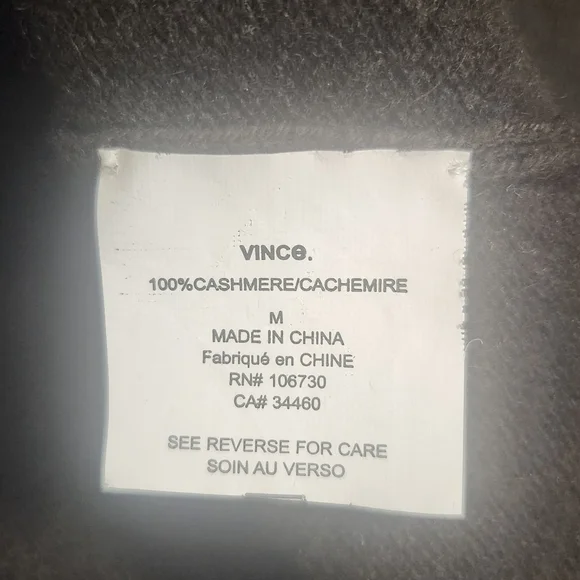 VINCE.
100%CASHMERE/CACHEMIRE
M
MADE IN CHINA
Fabriqué en CHINE
RN# 106730
CA# 34460
SEE REVERSE FOR CARE
SOIN AU VERSO